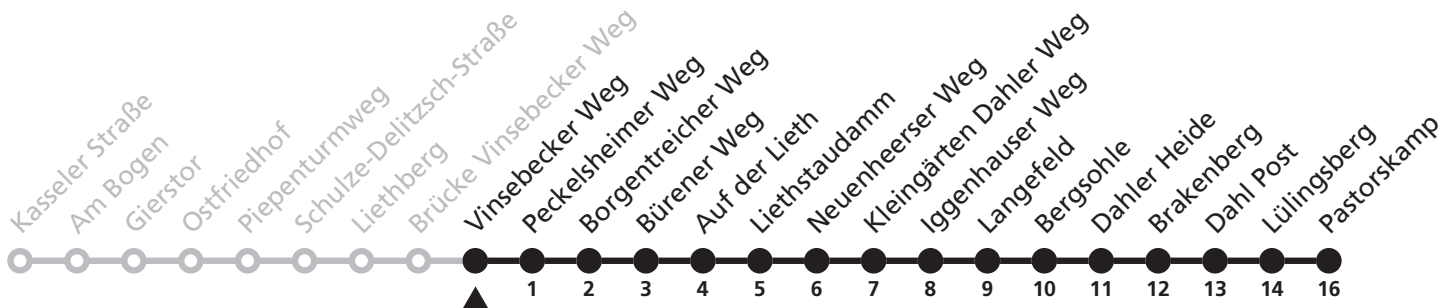 Kasseler Straße
Am Bogen
Gierstor
Ostfriedhof
Piepenturmweg
Schulze-Delitzsch-Straße
Liethberg
Brücke Vinsebecker Weg
Vinsebecker Weg
Peckelsheimer Weg
Borgentreicher Weg
Bürener Weg
Auf der Lieth
Liethstaudamm
Neuenheerser Weg
Kleingärten Dahler Weg
Iggenhauser Weg
Langefeld
Bergsohle
Dahler Heide
Brakenberg
Dahl Post
Lülingsberg
Pastorskamp
1 2 3 4 5 6 7 8 9 10 11 12 13 14 16